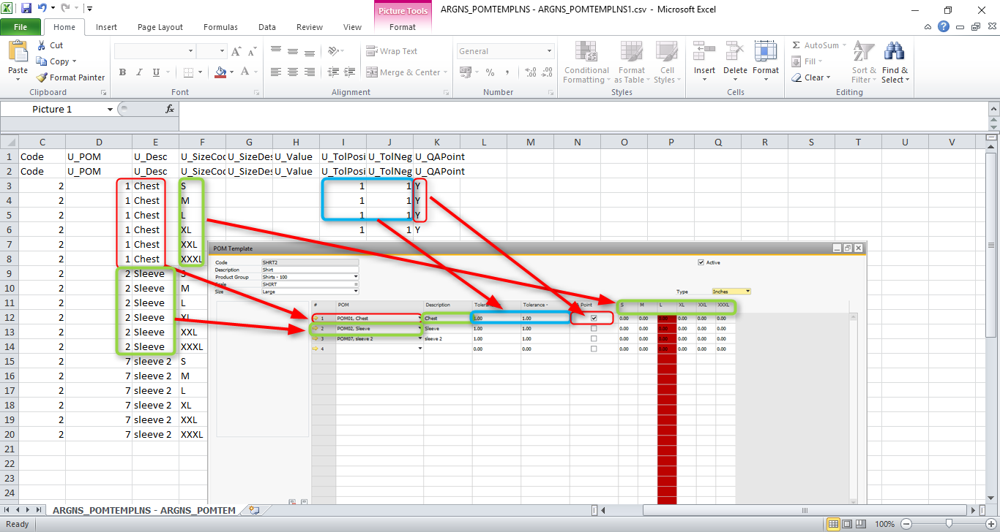 Picture Tools
ARGNS_POMTEMPLNS - ARGNS_POMTEMPLNS1.csv - Microsoft Excel
File Home Insert Page Layout Formulas Data Review View Format
Paste
Cut
Copy
Format Painter
Clipboard
B I U
Font
Wrap Text
Merge & Center
Alignment
General
%
Number
Conditional Formatting
Format as Table
Cell Styles
Styles
Insert Delete Format
Cells
AutoSum
Fill
Clear
Sort & Filter
Find & Select
Editing
Picture 1 fx
C D E F G H I J K L M N O P Q R S T U V
1 Code U_POM U_Desc U_SizeCod U_SizeDes U_Value U_TolPosi U_TolNeg U_QAPoint
2 Code U_POM U_Desc U_SizeCod U_SizeDes U_Value U_TolPosi U_TolNeg U_QAPoint
3 2 1 Chest S 1 1 Y
4 2 1 Chest M 1 1 Y
5 2 1 Chest L 1 1 Y
6 2 1 Chest XL 1 1 Y
7 2 1 Chest XXL
8 2 1 Chest XXXL
9 2 2 Sleeve S
10 2 2 Sleeve M
11 2 2 Sleeve L
12 2 2 Sleeve XL
13 2 2 Sleeve XXL
14 2 2 Sleeve XXXL
15 2 7 sleeve 2 S
16 2 7 sleeve 2 M
17 2 7 sleeve 2 L
18 2 7 sleeve 2 XL
19 2 7 sleeve 2 XXL
20 2 7 sleeve 2 XXXL
21
22
23
24
POM Template
Code SHRT2 Active
Description Shirt
Product Group Shirts - 100
Scale SHIRT
Size Large Type Inches
# POM Description Tolerance - Point S M L XL XXL XXXL
1 POM01, Chest Chest 1.00 1.00 0.00 0.00 0.00 0.00 0.00 0.00
2 POM02, Sleeve Sleeve 1.00 1.00 0.00 0.00 0.00 0.00 0.00 0.00
3 POM07, sleeve 2 sleeve 2 1.00 1.00 0.00 0.00 0.00 0.00 0.00 0.00
4 0.00 0.00 0.00 0.00 0.00 0.00 0.00 0.00
ARGNS_POMTEMPLNS - ARGNS_POMTEM
Ready 100%